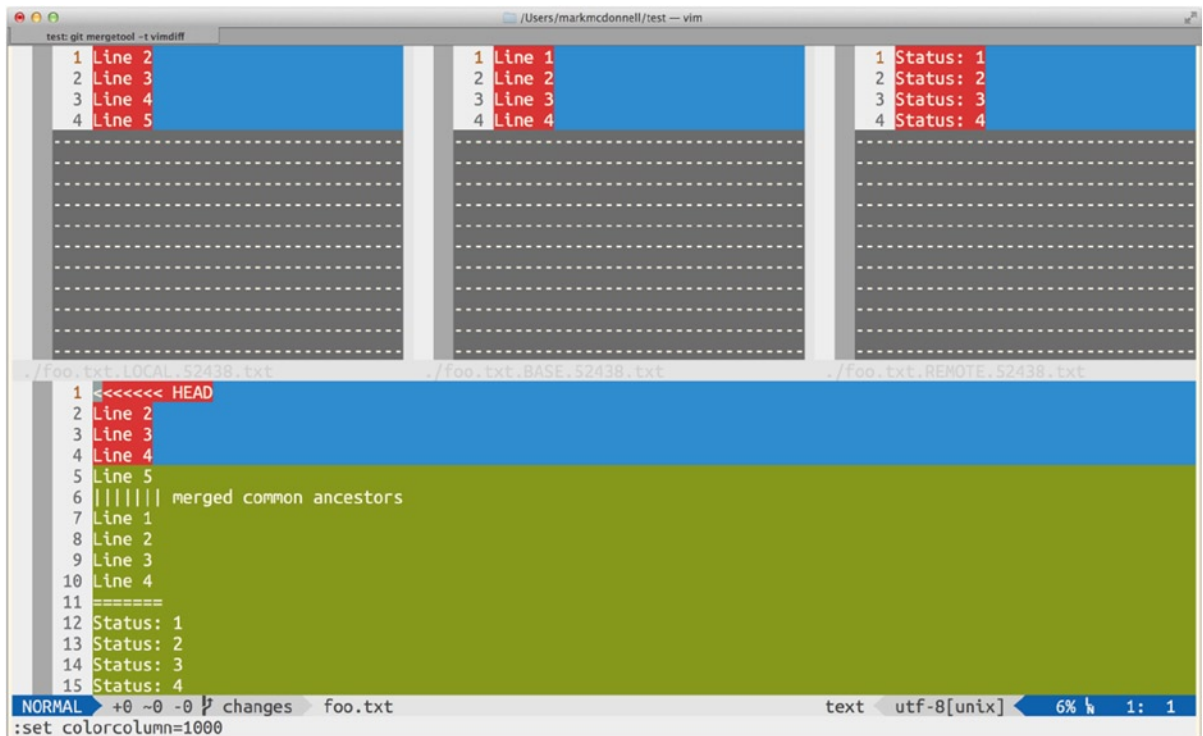 /Users/markmcdonnell/test — vim
test: git mergetool -t vimdiff
1 Line 2
2 Line 3
3 Line 4
4 Line 5
./foo.txt.LOCAL.52438.txt
1 Line 1
2 Line 2
3 Line 3
4 Line 4
./foo.txt.BASE.52438.txt
1 Status: 1
2 Status: 2
3 Status: 3
4 Status: 4
./foo.txt.REMOTE.52438.txt
1 <<<<<<< HEAD
2 Line 2
3 Line 3
4 Line 4
5 Line 5
6 ||||||| merged common ancestors
7 Line 1
8 Line 2
9 Line 3
10 Line 4
11 =======
12 Status: 1
13 Status: 2
14 Status: 3
15 Status: 4
NORMAL +0 ~0 -0 changes foo.txt text utf-8[unix] 6% 1: 1
:set colorcolumn=1000